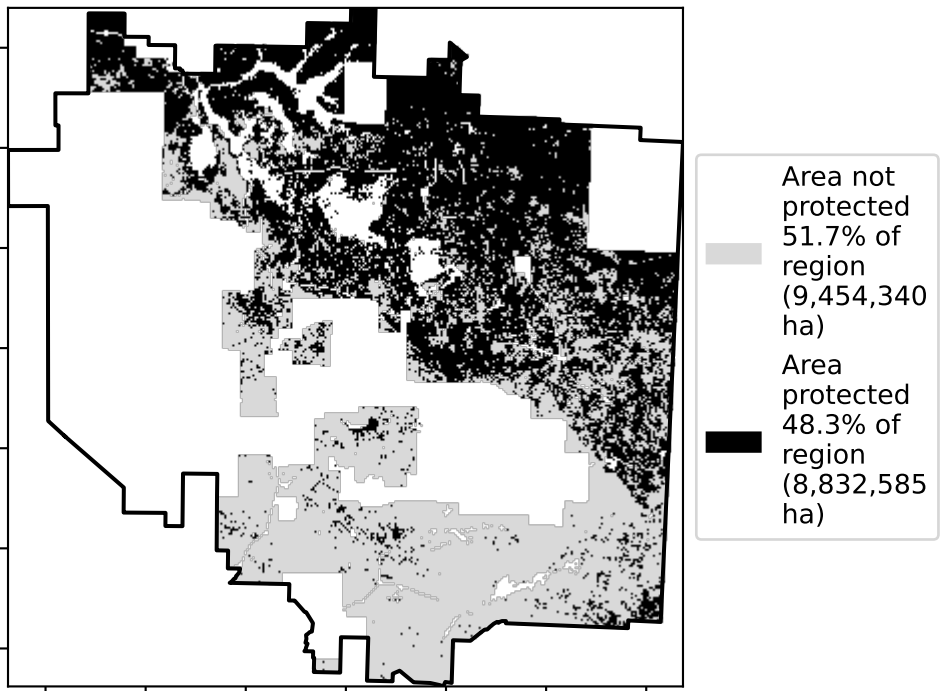 Area not
protected
51.7% of
region
(9,454,340
ha)
Area
protected
48.3% of
region
(8,832,585
ha)